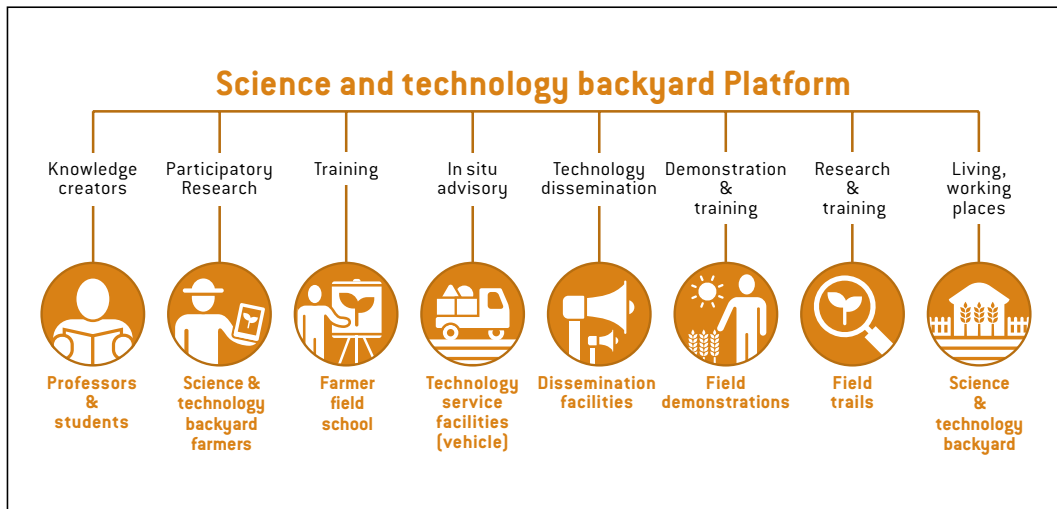 Science and technology backyard Platform
Knowledge
creators
Participatory
Research
Training
In situ
advisory
Technology
dissemination
Demonstration
&
training
Research
&
training
Living,
working
places
Professors
&
students
Science &
technology
backyard
farmers
Farmer
field
school
Technology
service
facilities
(vehicle)
Dissemination
facilities
Field
demonstrations
Field
trails
Science
&
technology
backyard